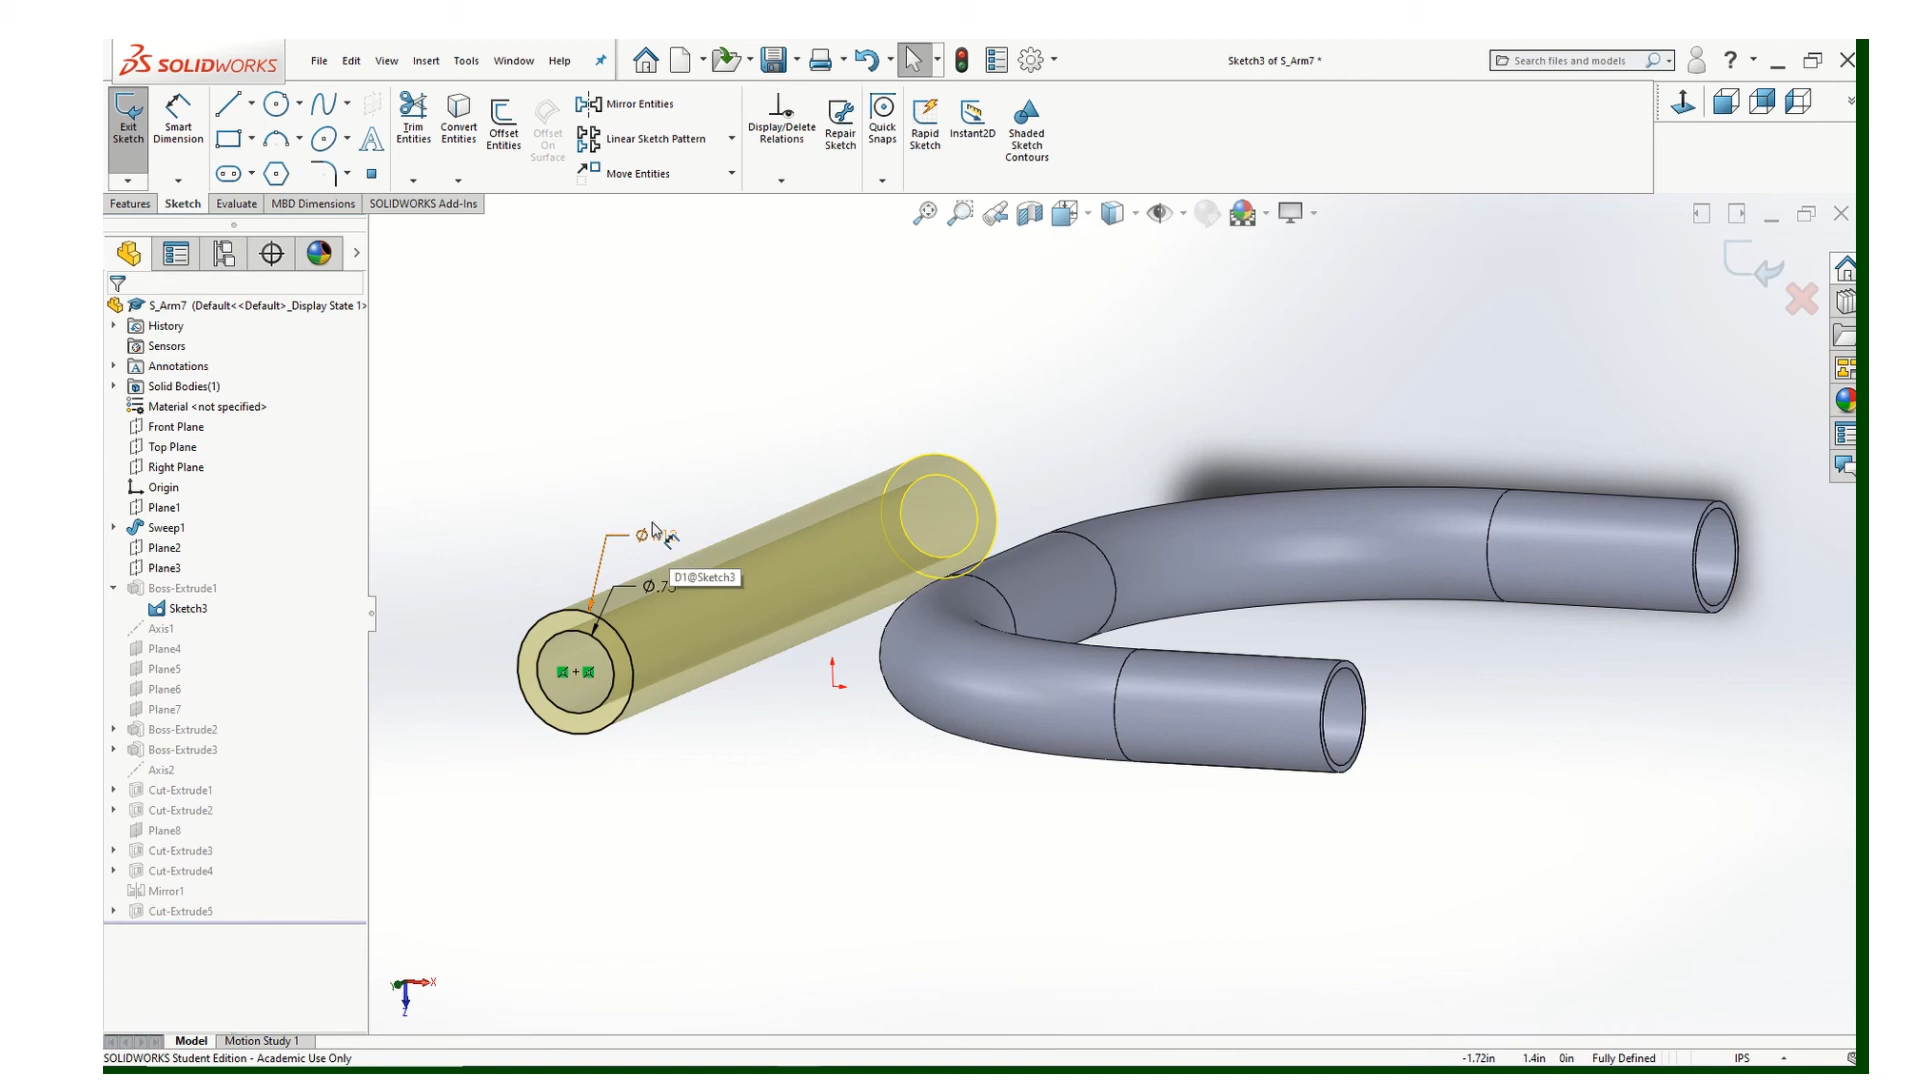 SOLIDWORKS
File Edit View Insert Tools Window Help
Sketch3 of S_Arm7 *
Search files and models
?
Exit Sketch
Smart Dimension
Trim Entities
Convert Entities
Offset Entities
Offset On Surface
Mirror Entities
Linear Sketch Pattern
Move Entities
Display/Delete Relations
Repair Sketch
Quick Snaps
Rapid Sketch
Instant2D
Shaded Sketch Contours
Features Sketch Evaluate MBD Dimensions SOLIDWORKS Add-Ins
S_Arm7 (Default<<Default>_Display State 1>
History
Sensors
Annotations
Solid Bodies(1)
Material <not specified>
Front Plane
Top Plane
Right Plane
Origin
Plane1
Sweep1
Plane2
Plane3
Boss-Extrude1
Sketch3
Axis1
Plane4
Plane5
Plane6
Plane7
Boss-Extrude2
Boss-Extrude3
Axis2
Cut-Extrude1
Cut-Extrude2
Plane8
Cut-Extrude3
Cut-Extrude4
Mirror1
Cut-Extrude5
D1@Sketch3
Ø.75
Y X
Z
Model Motion Study 1
SOLIDWORKS Student Edition - Academic Use Only
-1.72in 1.4in 0in Fully Defined IPS